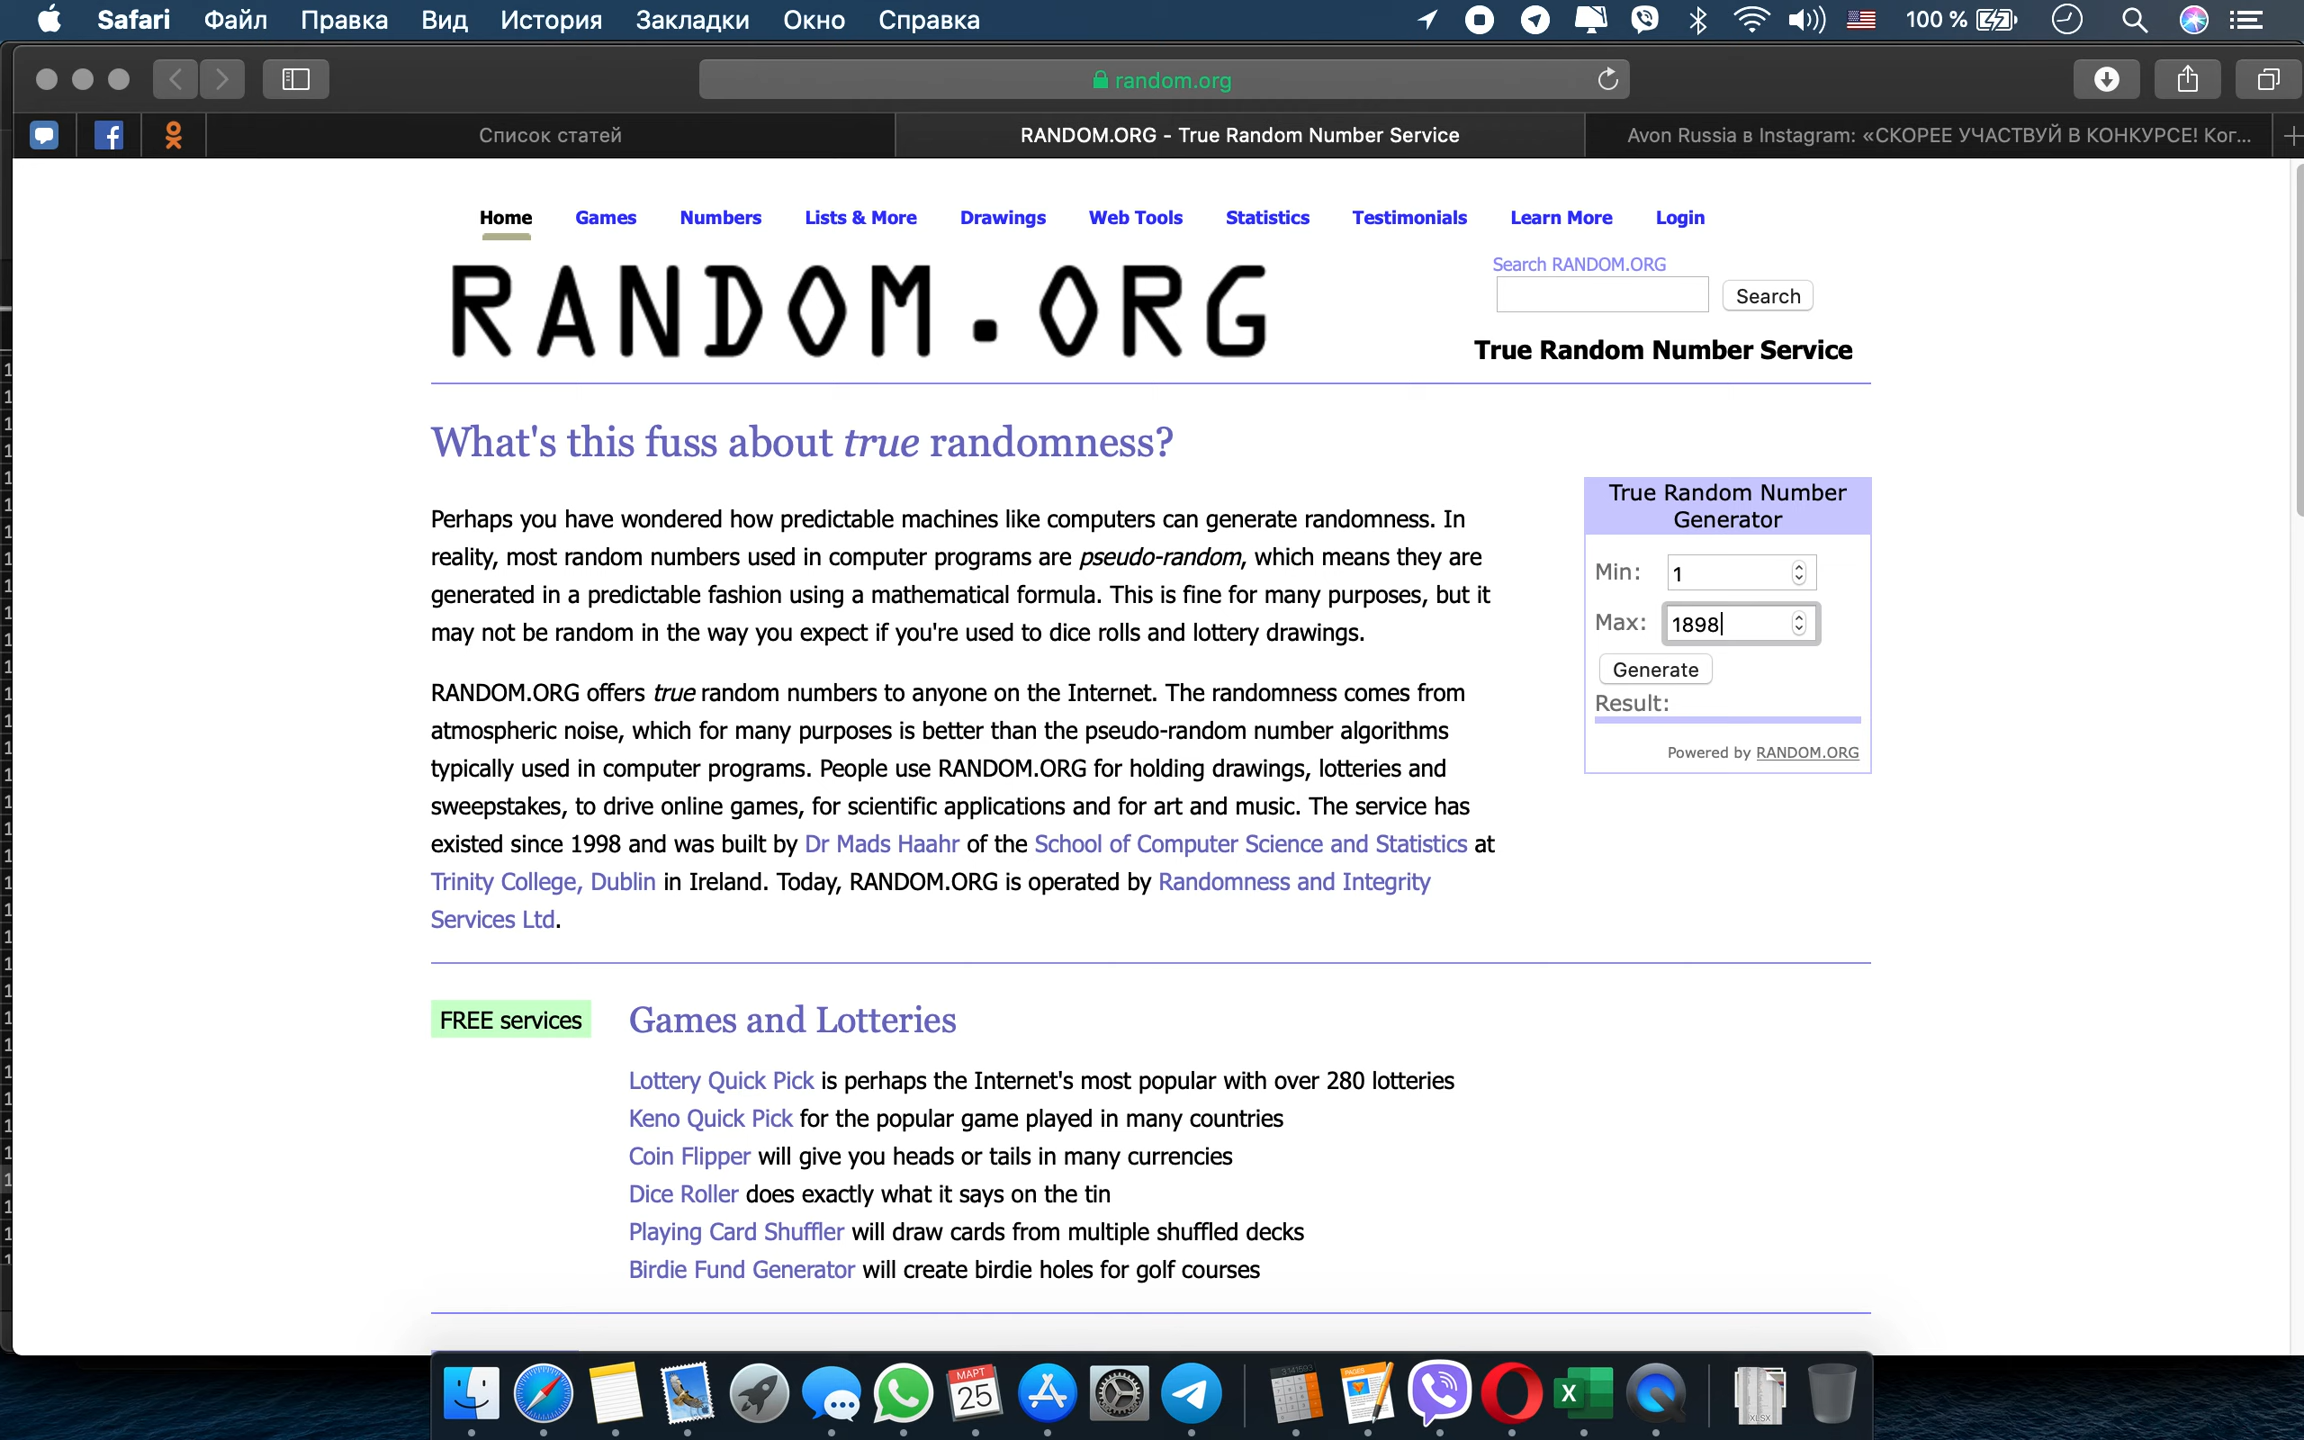 Safari Файл Правка Вид История Закладки Окно Справка 100 %
random.org
Список статей RANDOM.ORG - True Random Number Service Avon Russia в Instagram: «СКОРЕЕ УЧАСТВУЙ В КОНКУРСЕ! Ког...
Home Games Numbers Lists & More Drawings Web Tools Statistics Testimonials Learn More Login
RANDOM.ORG
Search RANDOM.ORG
Search
True Random Number Service
What's this fuss about true randomness?
Perhaps you have wondered how predictable machines like computers can generate randomness. In
reality, most random numbers used in computer programs are pseudo-random, which means they are
generated in a predictable fashion using a mathematical formula. This is fine for many purposes, but it
may not be random in the way you expect if you're used to dice rolls and lottery drawings.
RANDOM.ORG offers true random numbers to anyone on the Internet. The randomness comes from
atmospheric noise, which for many purposes is better than the pseudo-random number algorithms
typically used in computer programs. People use RANDOM.ORG for holding drawings, lotteries and
sweepstakes, to drive online games, for scientific applications and for art and music. The service has
existed since 1998 and was built by Dr Mads Haahr of the School of Computer Science and Statistics at
Trinity College, Dublin in Ireland. Today, RANDOM.ORG is operated by Randomness and Integrity
Services Ltd.
True Random Number
Generator
Min: 1
Max: 1898
Generate
Result:
Powered by RANDOM.ORG
FREE services
Games and Lotteries
Lottery Quick Pick is perhaps the Internet's most popular with over 280 lotteries
Keno Quick Pick for the popular game played in many countries
Coin Flipper will give you heads or tails in many currencies
Dice Roller does exactly what it says on the tin
Playing Card Shuffler will draw cards from multiple shuffled decks
Birdie Fund Generator will create birdie holes for golf courses
МАРТ
25
PAGES
XLSX